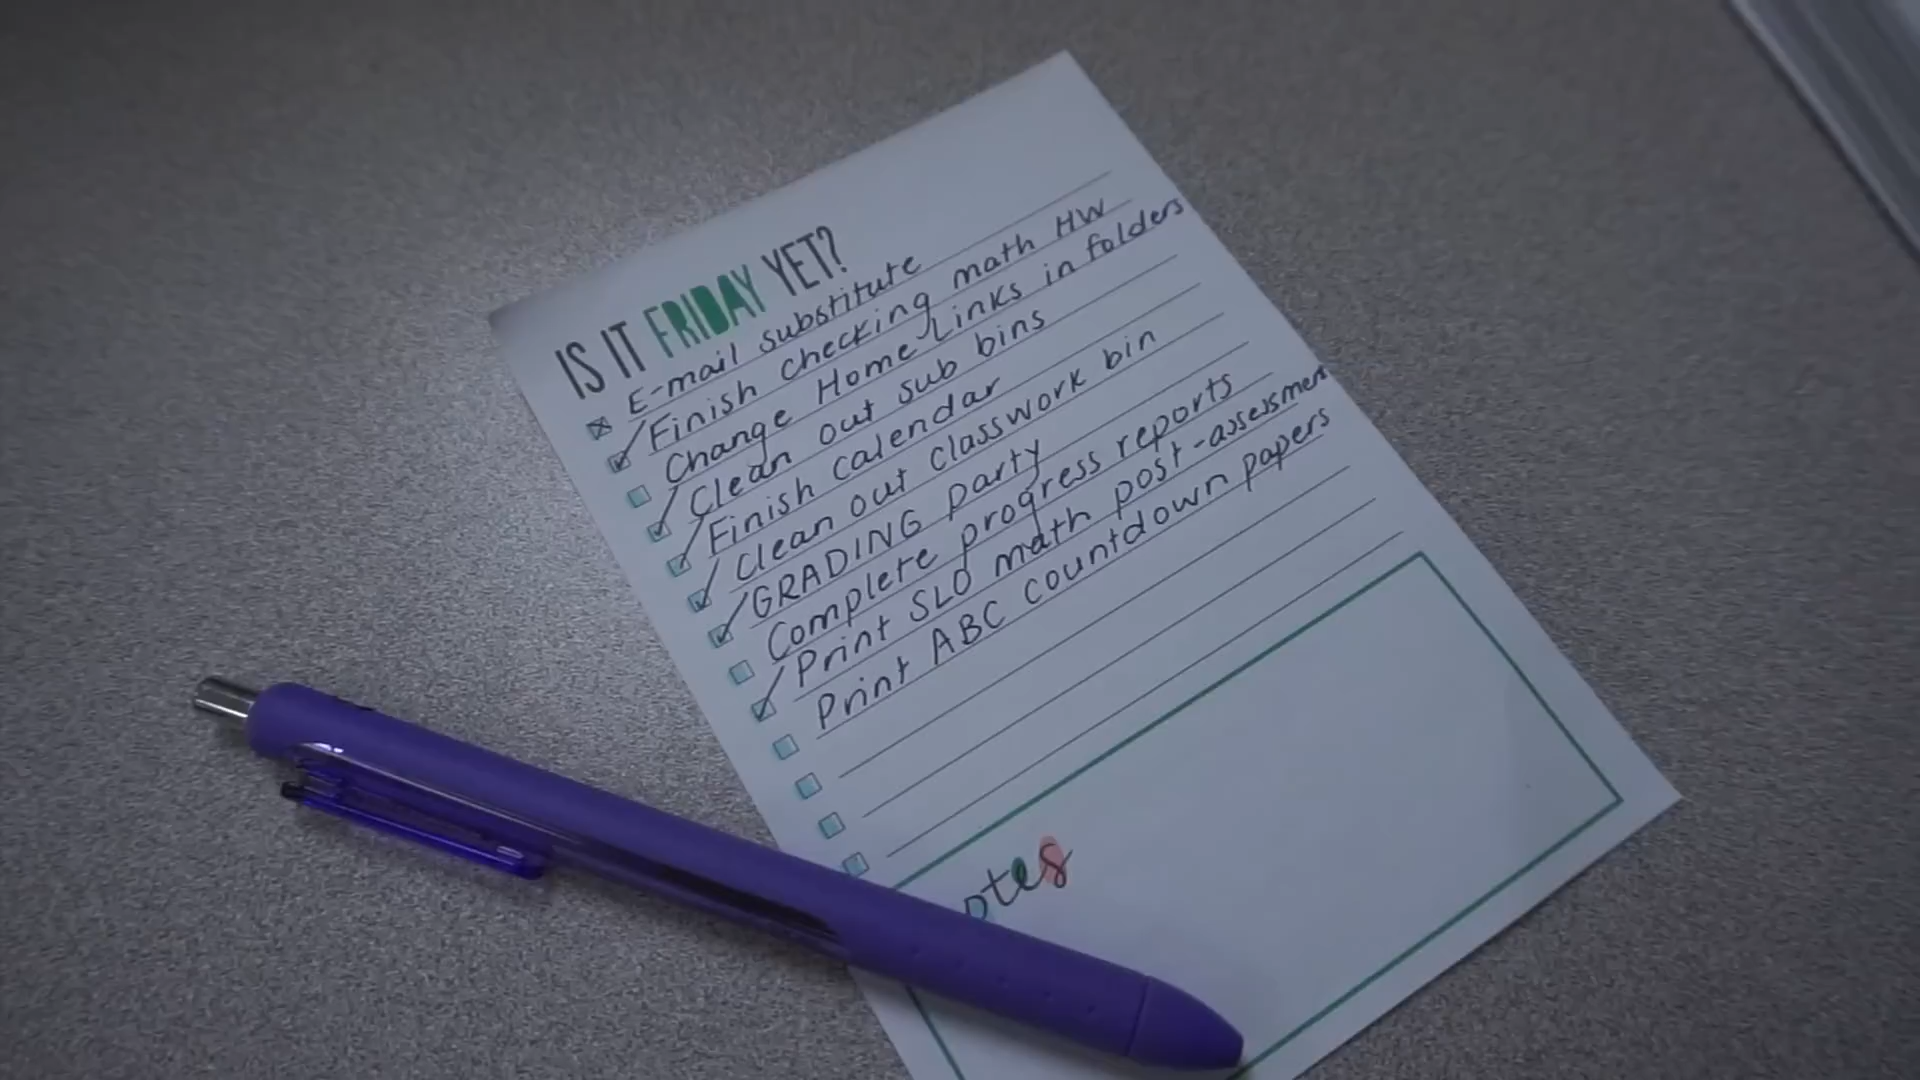 IS IT FRIDAY YET?
E-mail substitute
Finish checking math HW
Change Home Links in folders
Clean out sub bins
Finish calendar
Clean out classwork bin
GRADING party
Complete progress reports
Print SLO math post-assessment
Print ABC countdown papers
otes